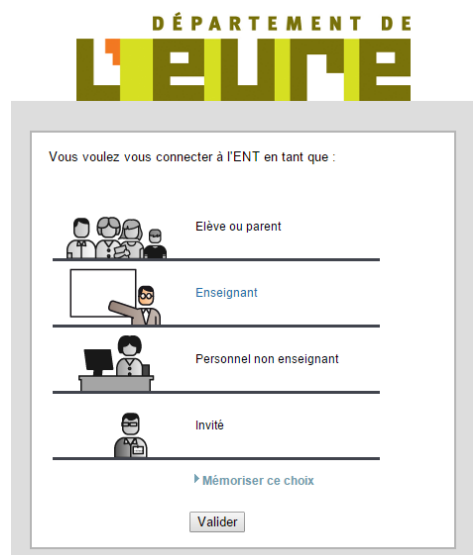 DÉPARTEMENT DE
L'eure
Vous voulez vous connecter à l'ENT en tant que :
Elève ou parent
Enseignant
Personnel non enseignant
Invité
Mémoriser ce choix
Valider